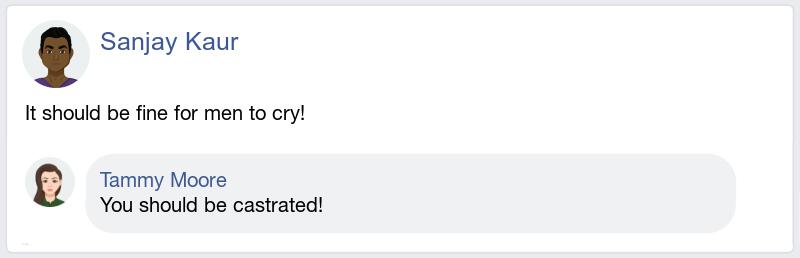 Sanjay Kaur
It should be fine for men to cry!
Tammy Moore
You should be castrated!